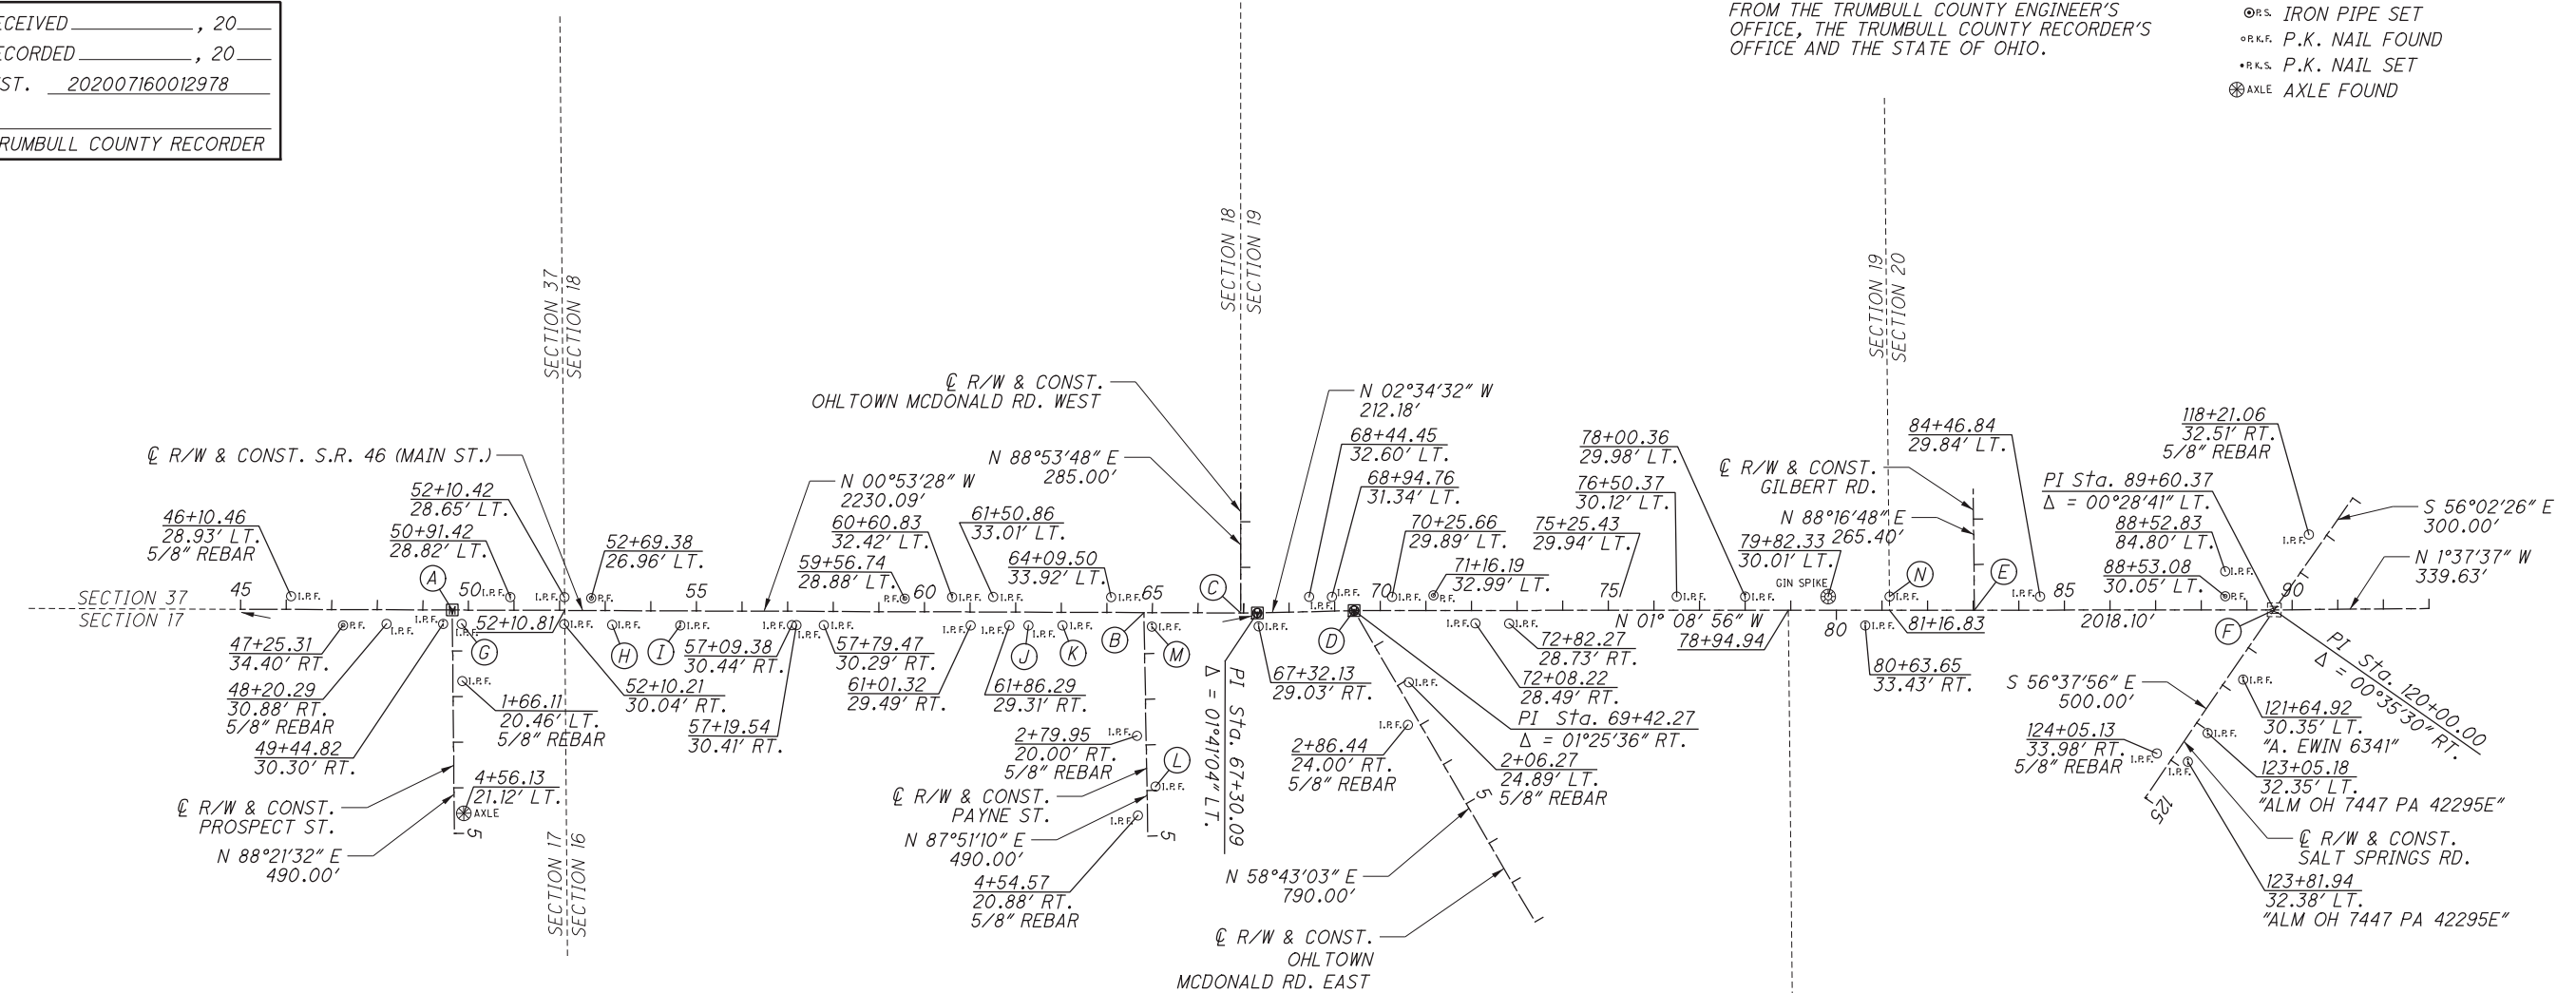 ECEIVED , 20
ECORDED , 20
ST. 202007160012978
RUMBULL COUNTY RECORDER
FROM THE TRUMBULL COUNTY ENGINEER'S
OFFICE, THE TRUMBULL COUNTY RECORDER'S
OFFICE AND THE STATE OF OHIO.
P.S. IRON PIPE SET
P.K.F. P.K. NAIL FOUND
P.K.S. P.K. NAIL SET
AXLE AXLE FOUND
SECTION 37
SECTION 18
SECTION 18
SECTION 19
SECTION 19
SECTION 20
℄ R/W & CONST.
OHLTOWN MCDONALD RD. WEST
N 02°34'32" W
212.18'
℄ R/W & CONST. S.R. 46 (MAIN ST.)
N 88°53'48" E
285.00'
N 00°53'28" W
2230.09'
46+10.46
28.93' LT.
5/8" REBAR
52+10.42
28.65' LT.
50+91.42
28.82' LT.
52+69.38
26.96' LT.
60+60.83
32.42' LT.
59+56.74
28.88' LT.
61+50.86
33.01' LT.
64+09.50
33.92' LT.
68+44.45
32.60' LT.
68+94.76
31.34' LT.
70+25.66
29.89' LT.
71+16.19
32.99' LT.
75+25.43
29.94' LT.
78+00.36
29.98' LT.
76+50.37
30.12' LT.
79+82.33
30.01' LT.
GIN SPIKE
℄ R/W & CONST.
GILBERT RD.
N 88°16'48" E
265.40'
84+46.84
29.84' LT.
118+21.06
32.51' RT.
5/8" REBAR
PI Sta. 89+60.37
Δ = 00°28'41" LT.
88+52.83
84.80' LT.
88+53.08
30.05' LT.
S 56°02'26" E
300.00'
N 1°37'37" W
339.63'
SECTION 37
SECTION 17
45
A
50
55
60
65
C
70
75
80
N
E
85
90
I.P.F.
I.P.F.
I.P.F.
P.F.
P.F.
I.P.F.
I.P.F.
I.P.F.
I.P.F.
I.P.F.
I.P.F.
I.P.F.
I.P.F.
I.P.F.
I.P.F.
I.P.F.
I.P.F.
P.F.
I.P.F.
I.P.F.
I.P.F.
G
52+10.81
I.P.F.
H
I.P.F.
I
I.P.F.
I.P.F.
I.P.F.
I.P.F.
I.P.F.
J
I.P.F.
K
I.P.F.
B
M
I.P.F.
I.P.F.
D
I.P.F.
I.P.F.
N 01° 08' 56" W
78+94.94
I.P.F.
81+16.83
2018.10'
F
47+25.31
34.40' RT.
48+20.29
30.88' RT.
5/8" REBAR
49+44.82
30.30' RT.
I.P.F.
1+66.11
20.46' LT.
5/8" REBAR
52+10.21
30.04' RT.
57+09.38
30.44' RT.
57+19.54
30.41' RT.
57+79.47
30.29' RT.
61+01.32
29.49' RT.
61+86.29
29.31' RT.
2+79.95
20.00' RT.
5/8" REBAR
I.P.F.
L
I.P.F.
I.P.F.
PI Sta. 67+30.09
Δ = 01°41'04" LT.
67+32.13
29.03' RT.
2+86.44
24.00' RT.
5/8" REBAR
I.P.F.
I.P.F.
72+82.27
28.73' RT.
72+08.22
28.49' RT.
PI Sta. 69+42.27
Δ = 01°25'36" RT.
2+06.27
24.89' LT.
5/8" REBAR
80+63.65
33.43' RT.
S 56°37'56" E
500.00'
124+05.13
33.98' RT.
5/8" REBAR
I.P.F.
I.P.F.
I.P.F.
I.P.F.
PI Sta. 120+00.00
Δ = 00°35'30" RT.
121+64.92
30.35' LT.
"A. EWIN 6341"
123+05.18
32.35' LT.
"ALM OH 7447 PA 42295E"
℄ R/W & CONST.
SALT SPRINGS RD.
123+81.94
32.38' LT.
"ALM OH 7447 PA 42295E"
125
4+56.13
21.12' LT.
AXLE
5
℄ R/W & CONST.
PROSPECT ST.
N 88°21'32" E
490.00'
SECTION 17
SECTION 16
℄ R/W & CONST.
PAYNE ST.
N 87°51'10" E
490.00'
5
4+54.57
20.88' RT.
5/8" REBAR
5
N 58°43'03" E
790.00'
℄ R/W & CONST.
OHLTOWN
MCDONALD RD. EAST